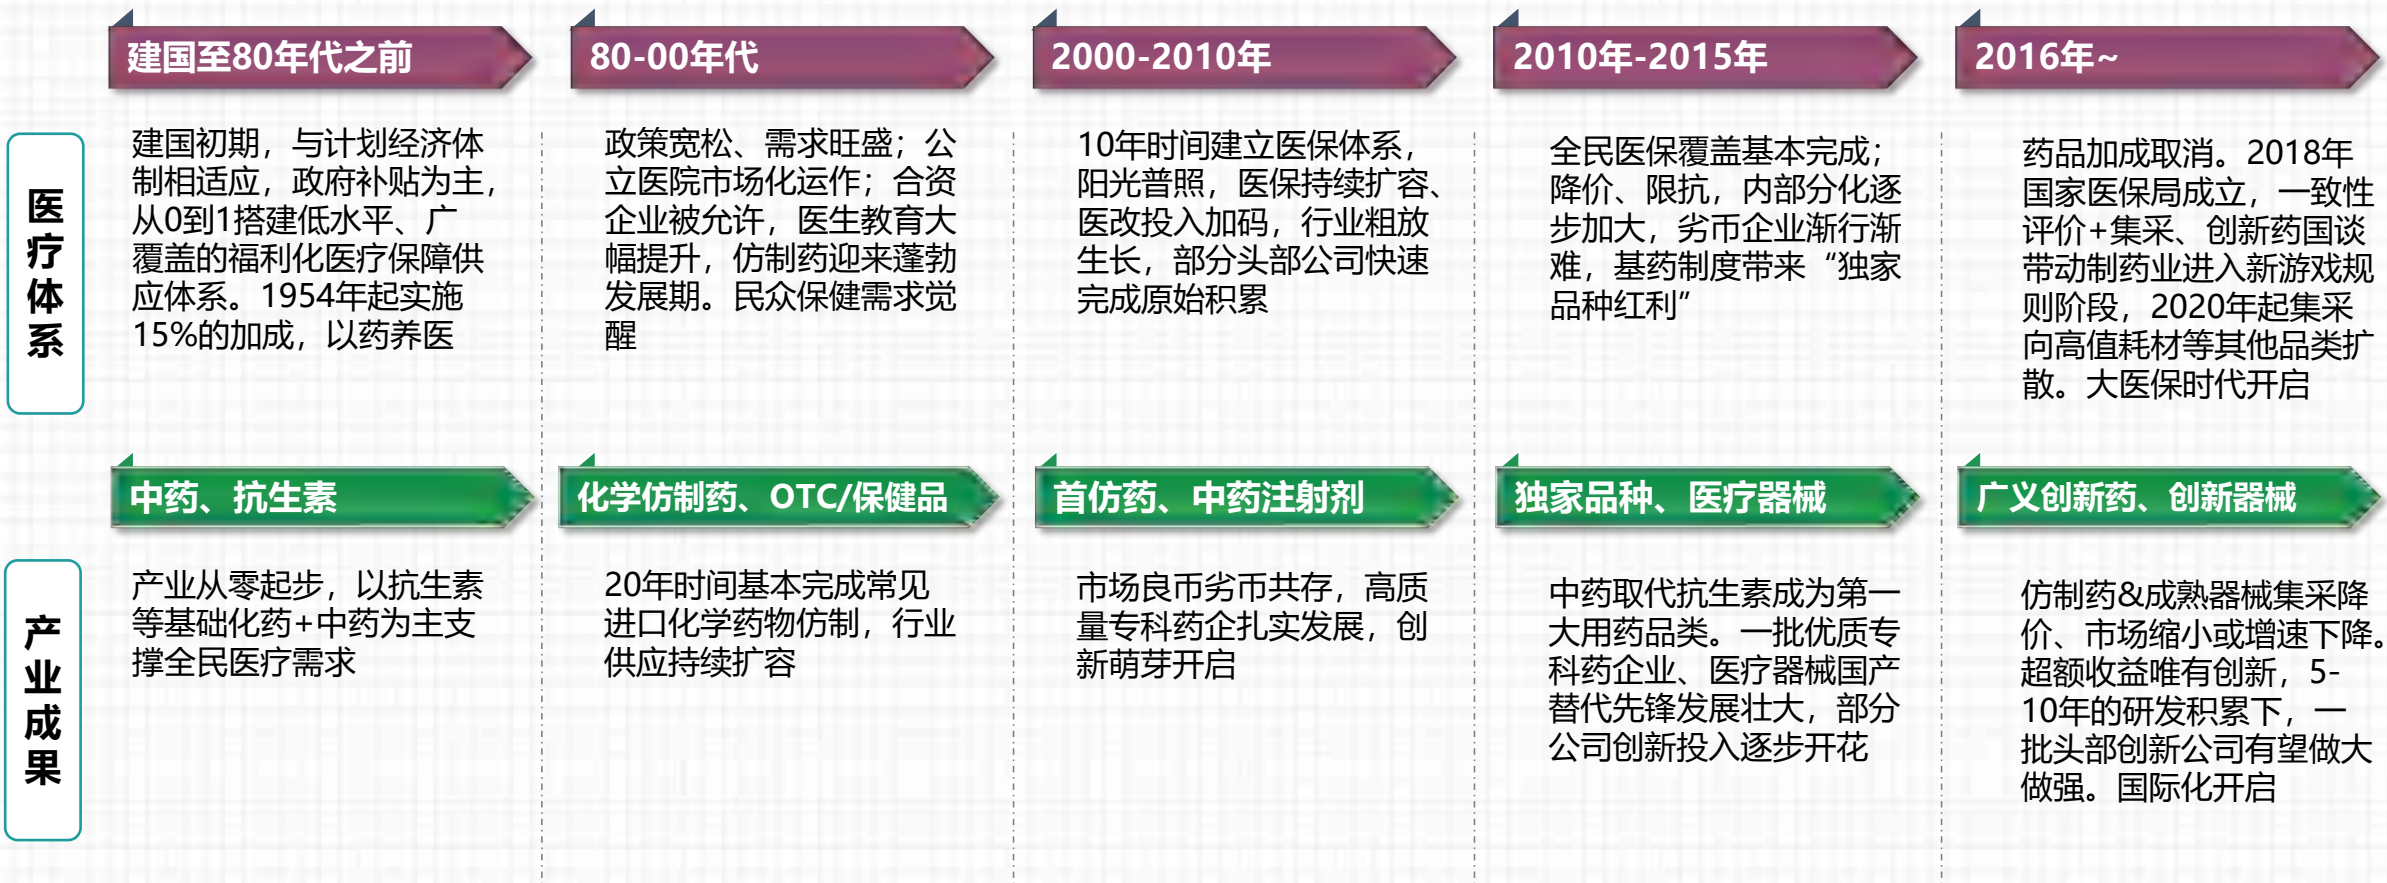 建国至80年代之前
80-00年代
2000-2010年
2010年-2015年
2016年~
医疗体系
建国初期，与计划经济体
制相适应，政府补贴为主，
从0到1搭建低水平、广
覆盖的福利化医疗保障供
应体系。1954年起实施
15%的加成，以药养医
政策宽松、需求旺盛；公
立医院市场化运作；合资
企业被允许，医生教育大
幅提升，仿制药迎来蓬勃
发展期。民众保健需求觉
醒
10年时间建立医保体系，
阳光普照，医保持续扩容、
医改投入加码，行业粗放
生长，部分头部公司快速
完成原始积累
全民医保覆盖基本完成；
降价、限抗，内部分化逐
步加大，劣币企业渐行渐
难，基药制度带来“独家
品种红利”
药品加成取消。2018年
国家医保局成立，一致性
评价+集采、创新药国谈
带动制药业进入新游戏规
则阶段，2020年起集采
向高值耗材等其他品类扩
散。大医保时代开启
中药、抗生素
化学仿制药、OTC/保健品
首仿药、中药注射剂
独家品种、医疗器械
广义创新药、创新器械
产业成果
产业从零起步，以抗生素
等基础化药+中药为主支
撑全民医疗需求
20年时间基本完成常见
进口化学药物仿制，行业
供应持续扩容
市场良币劣币共存，高质
量专科药企扎实发展，创
新萌芽开启
中药取代抗生素成为第一
大用药品类。一批优质专
科药企业、医疗器械国产
替代先锋发展壮大，部分
公司创新投入逐步开花
仿制药&成熟器械集采降
价、市场缩小或增速下降。
超额收益唯有创新，5-
10年的研发积累下，一
批头部创新公司有望做大
做强。国际化开启